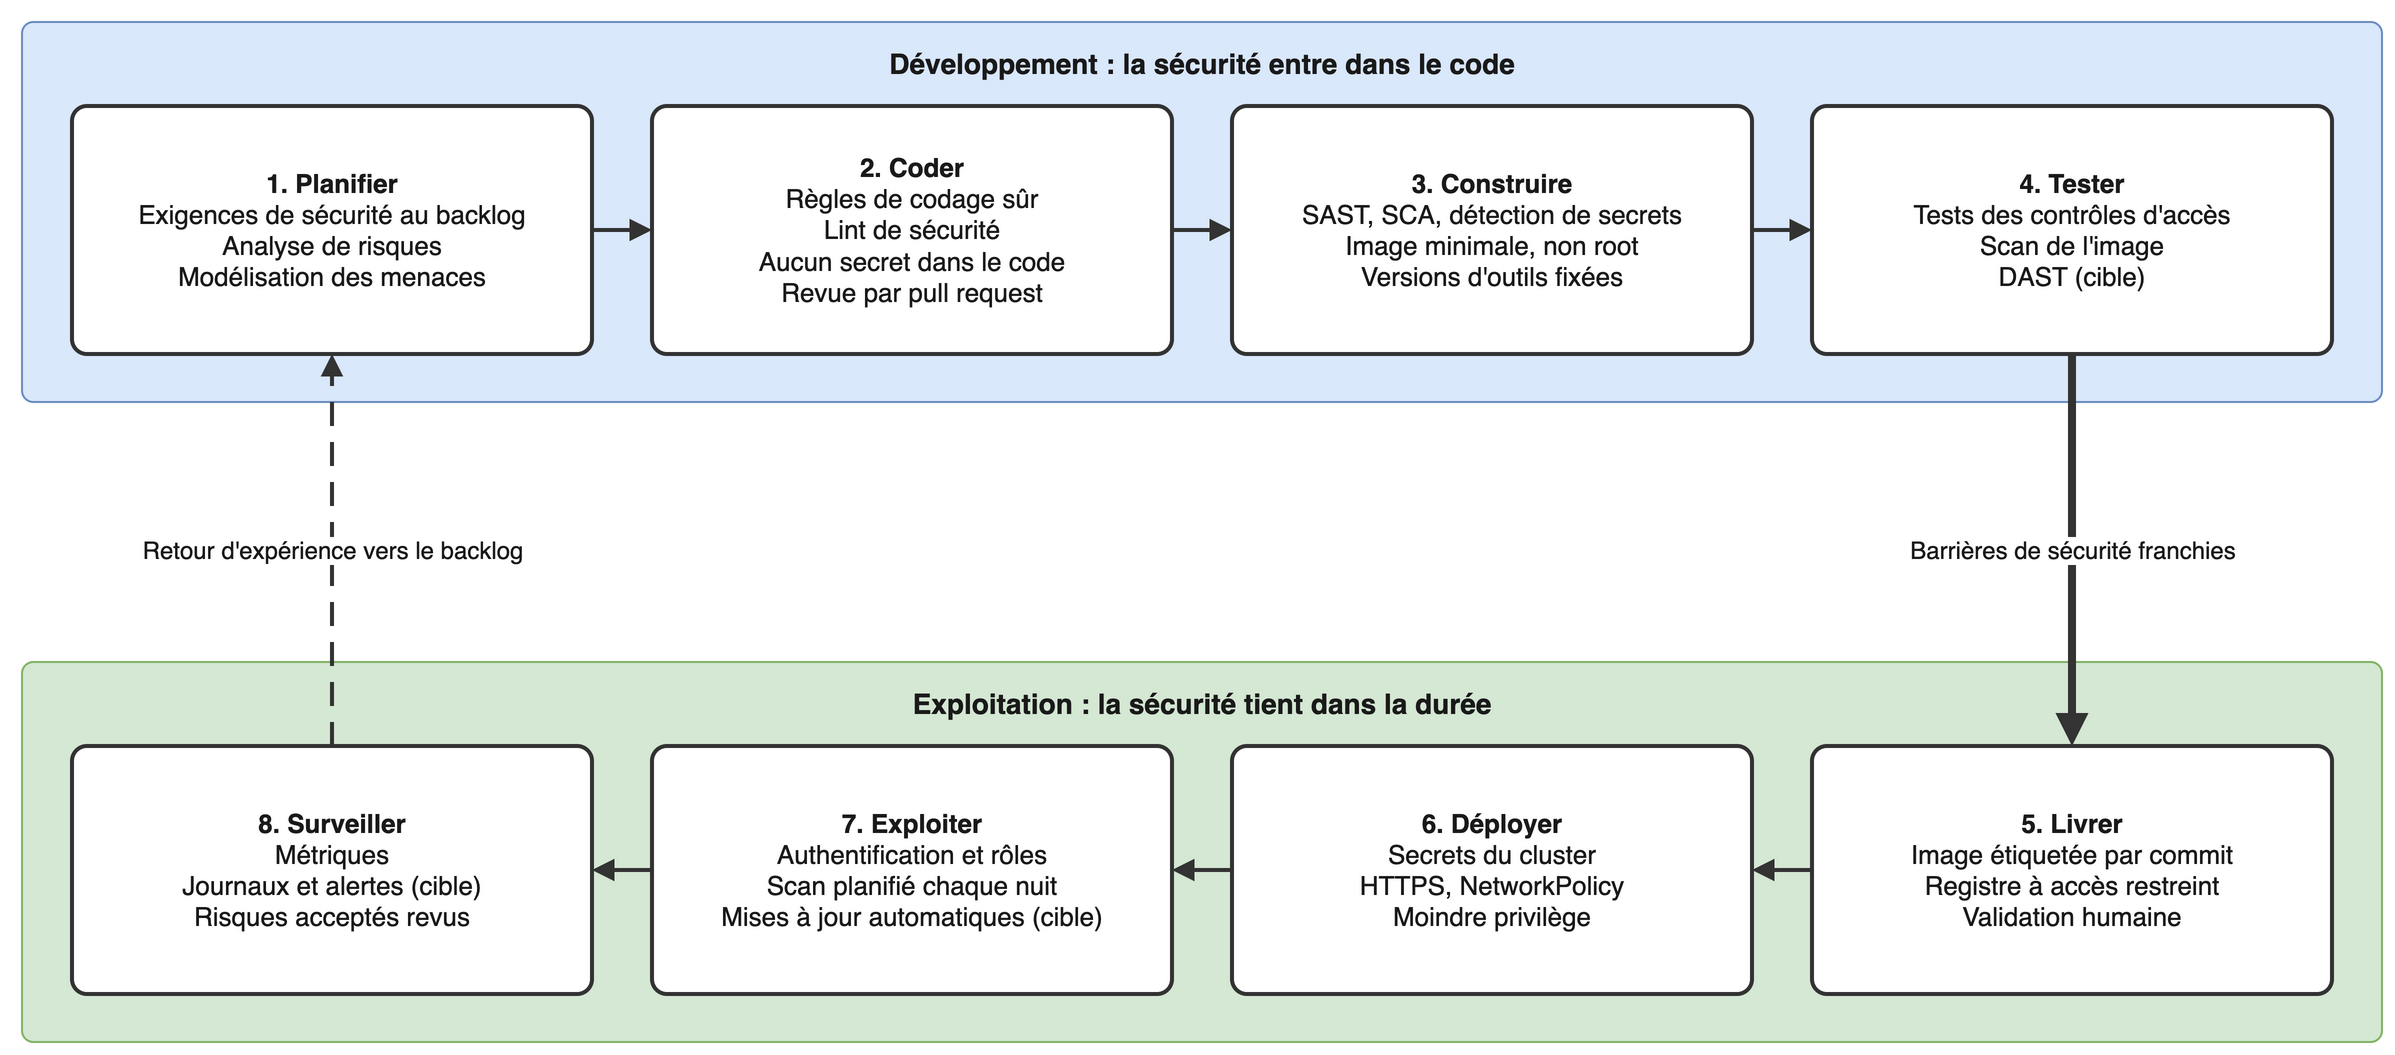 Développement : la sécurité entre dans le code
1. Planifier
Exigences de sécurité au backlog
Analyse de risques
Modélisation des menaces
2. Coder
Règles de codage sûr
Lint de sécurité
Aucun secret dans le code
Revue par pull request
3. Construire
SAST, SCA, détection de secrets
Image minimale, non root
Versions d'outils fixées
4. Tester
Tests des contrôles d'accès
Scan de l'image
DAST (cible)
Retour d'expérience vers le backlog
Barrières de sécurité franchies
Exploitation : la sécurité tient dans la durée
8. Surveiller
Métriques
Journaux et alertes (cible)
Risques acceptés revus
7. Exploiter
Authentification et rôles
Scan planifié chaque nuit
Mises à jour automatiques (cible)
6. Déployer
Secrets du cluster
HTTPS, NetworkPolicy
Moindre privilège
5. Livrer
Image étiquetée par commit
Registre à accès restreint
Validation humaine